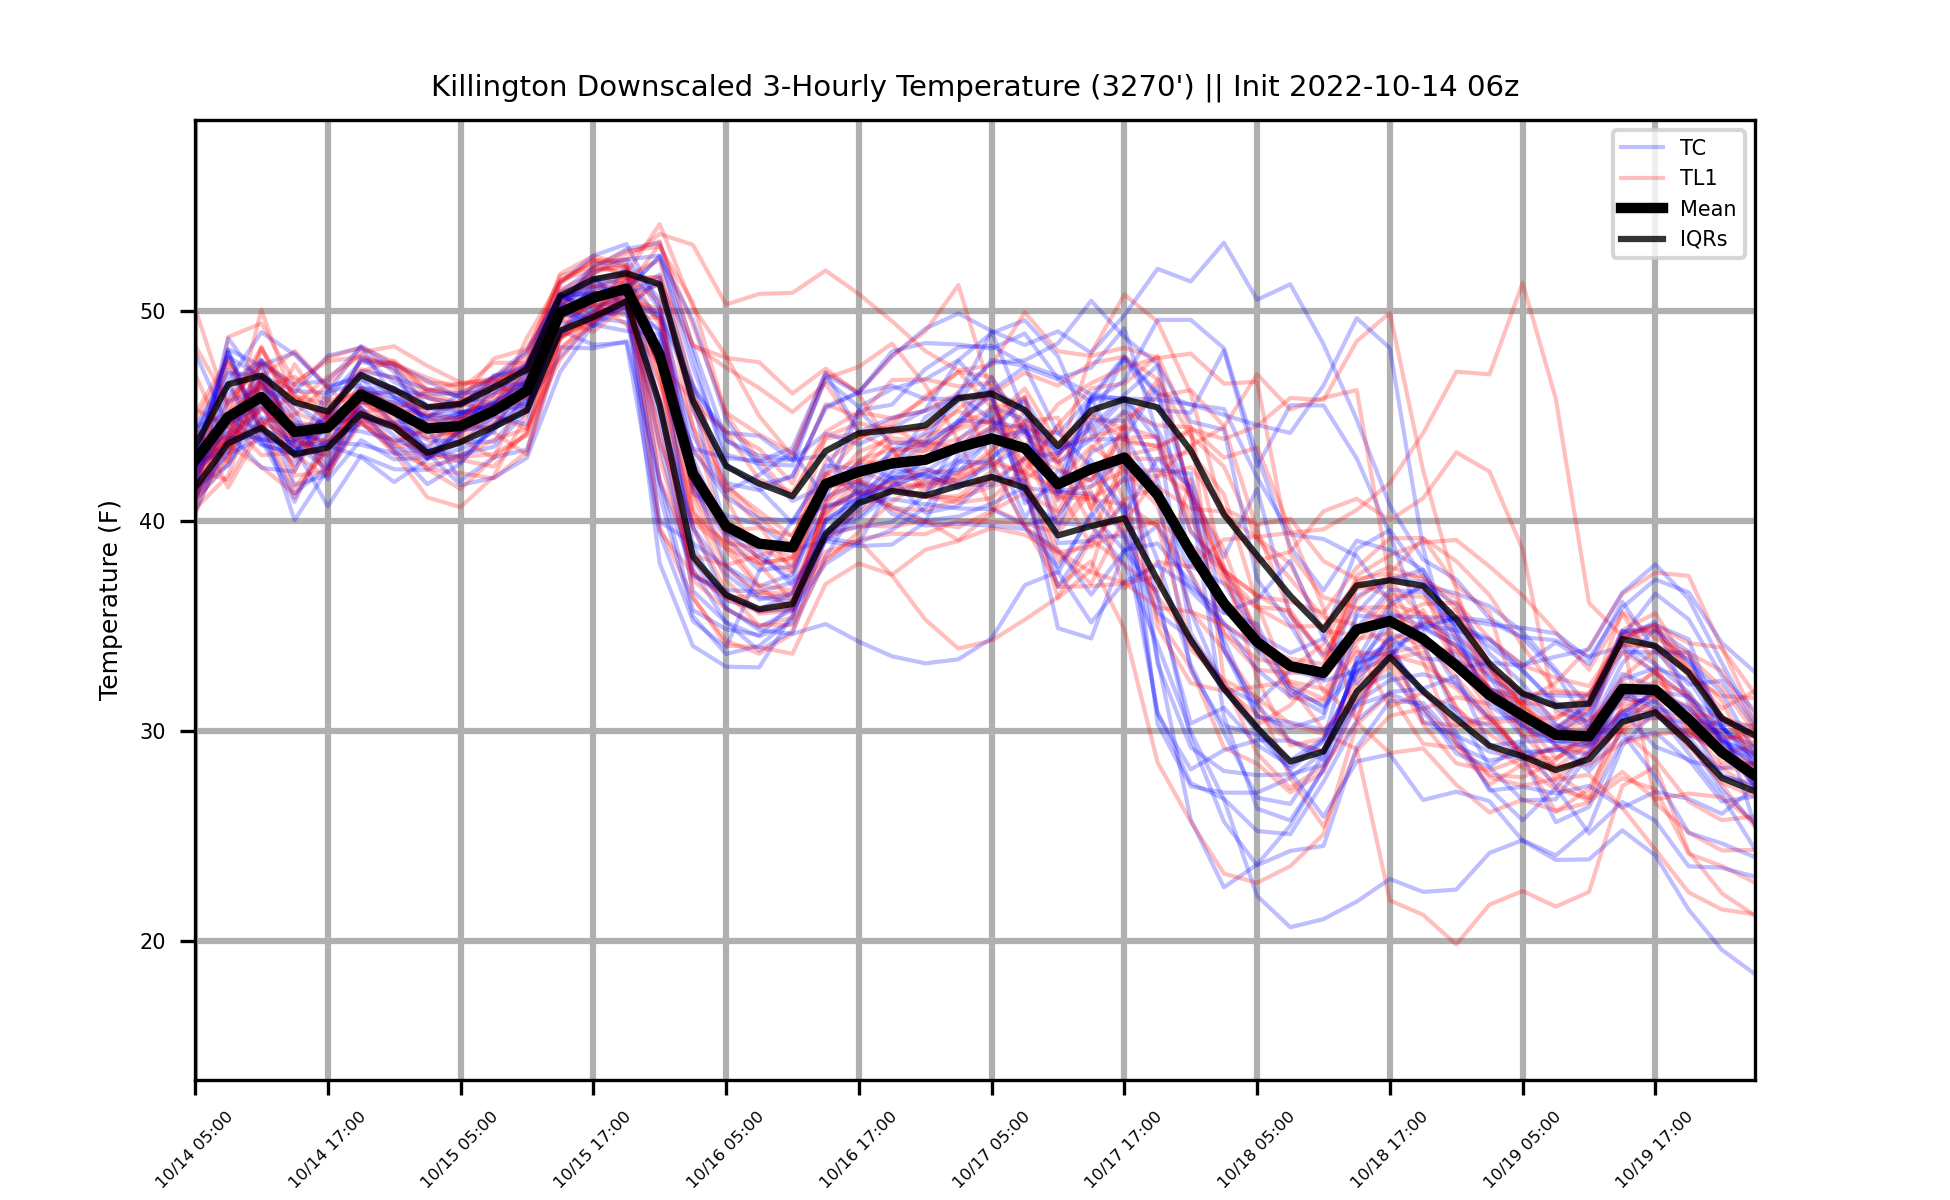 Killington Downscaled 3-Hourly Temperature (3270') || Init 2022-10-14 06z
TC
TL1
Mean
IQRs
Temperature (F)
50
40
30
20
10/14 05:00
10/14 17:00
10/15 05:00
10/15 17:00
10/16 05:00
10/16 17:00
10/17 05:00
10/17 17:00
10/18 05:00
10/18 17:00
10/19 05:00
10/19 17:00